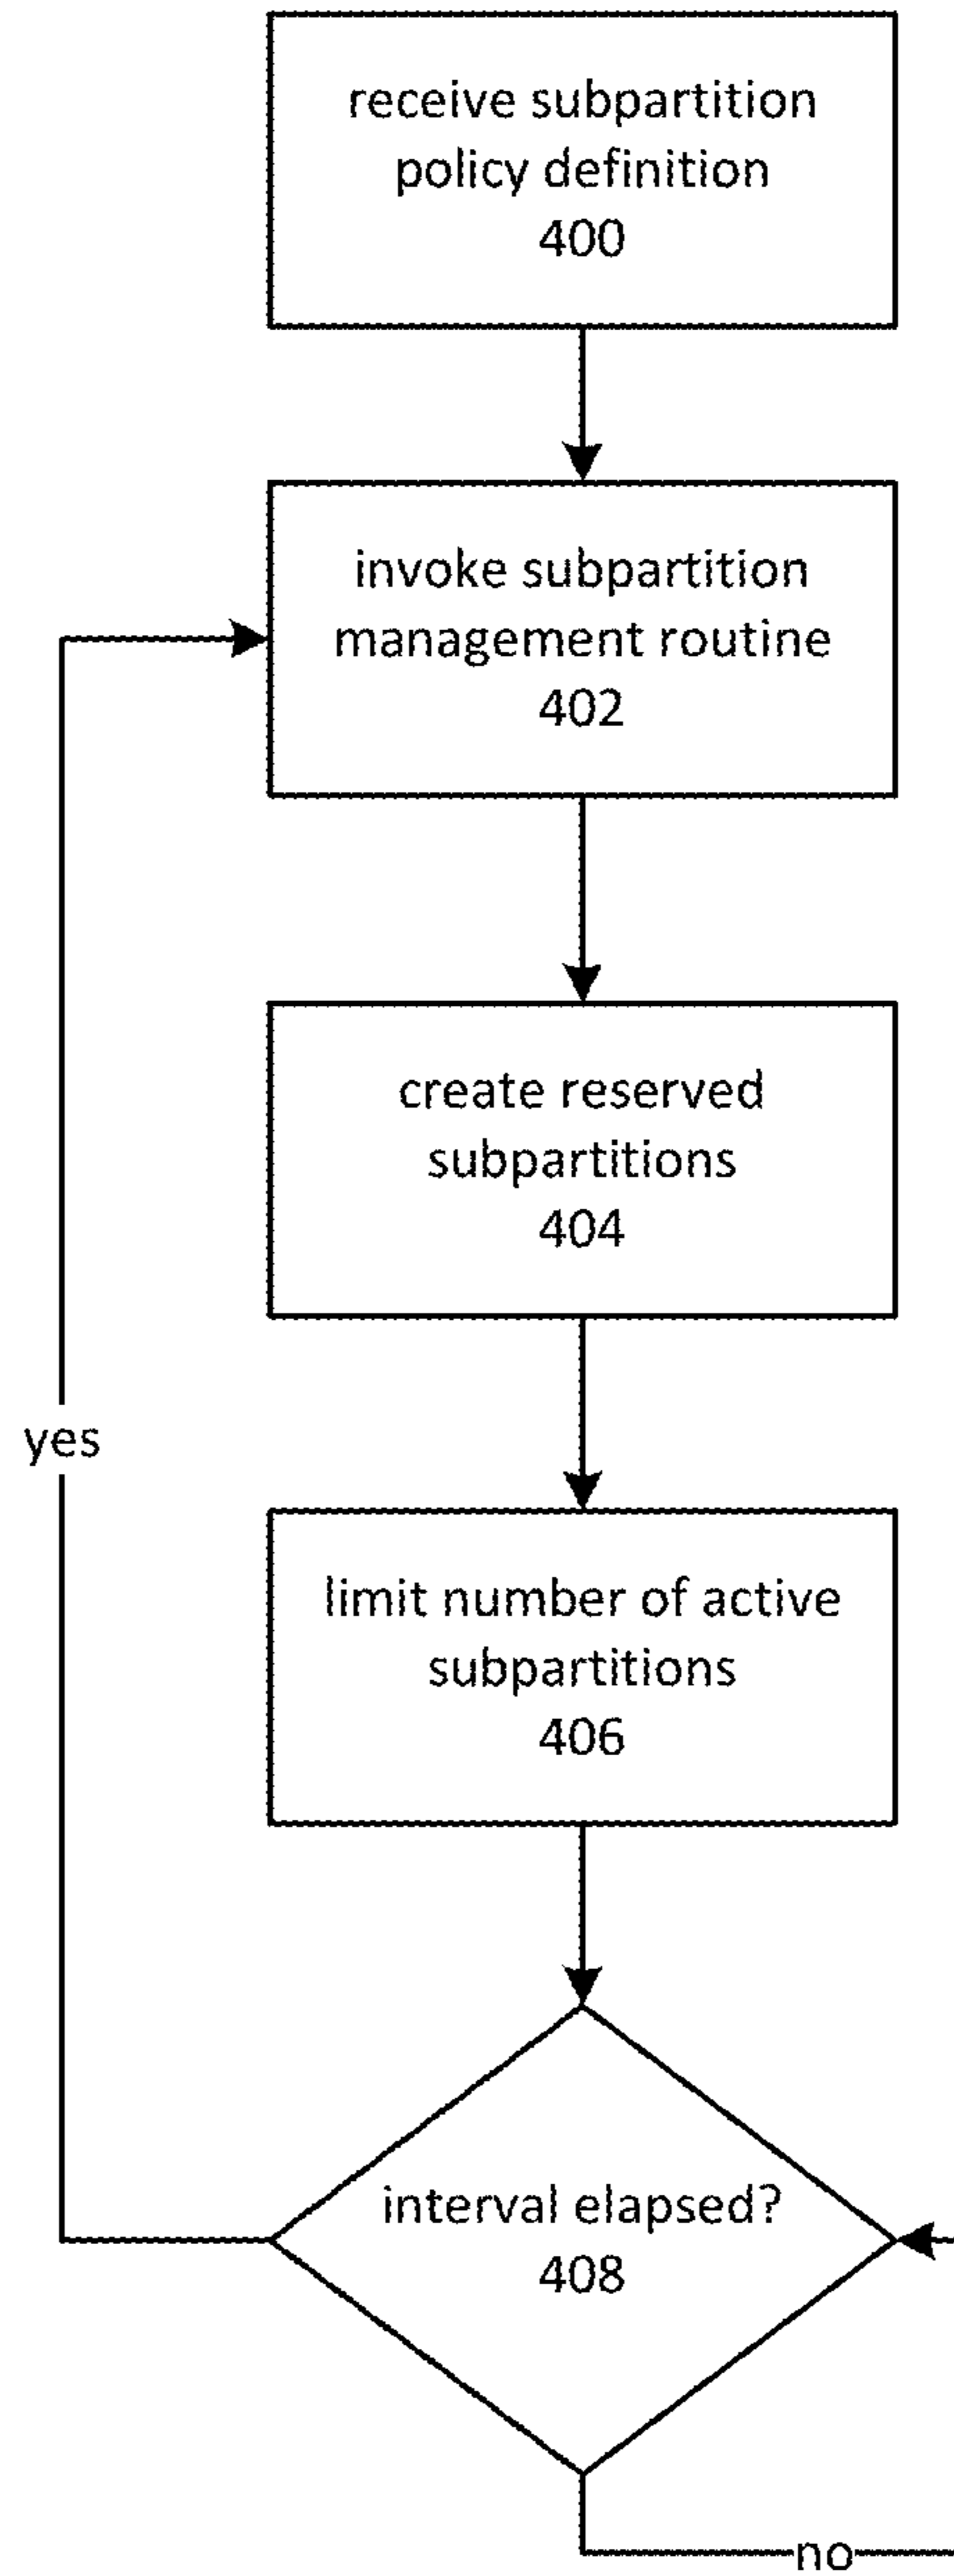 receive subpartition
policy definition
400
invoke subpartition
management routine
402
create reserved
subpartitions
404
yes
limit number of active
subpartitions
406
interval elapsed?
408
no